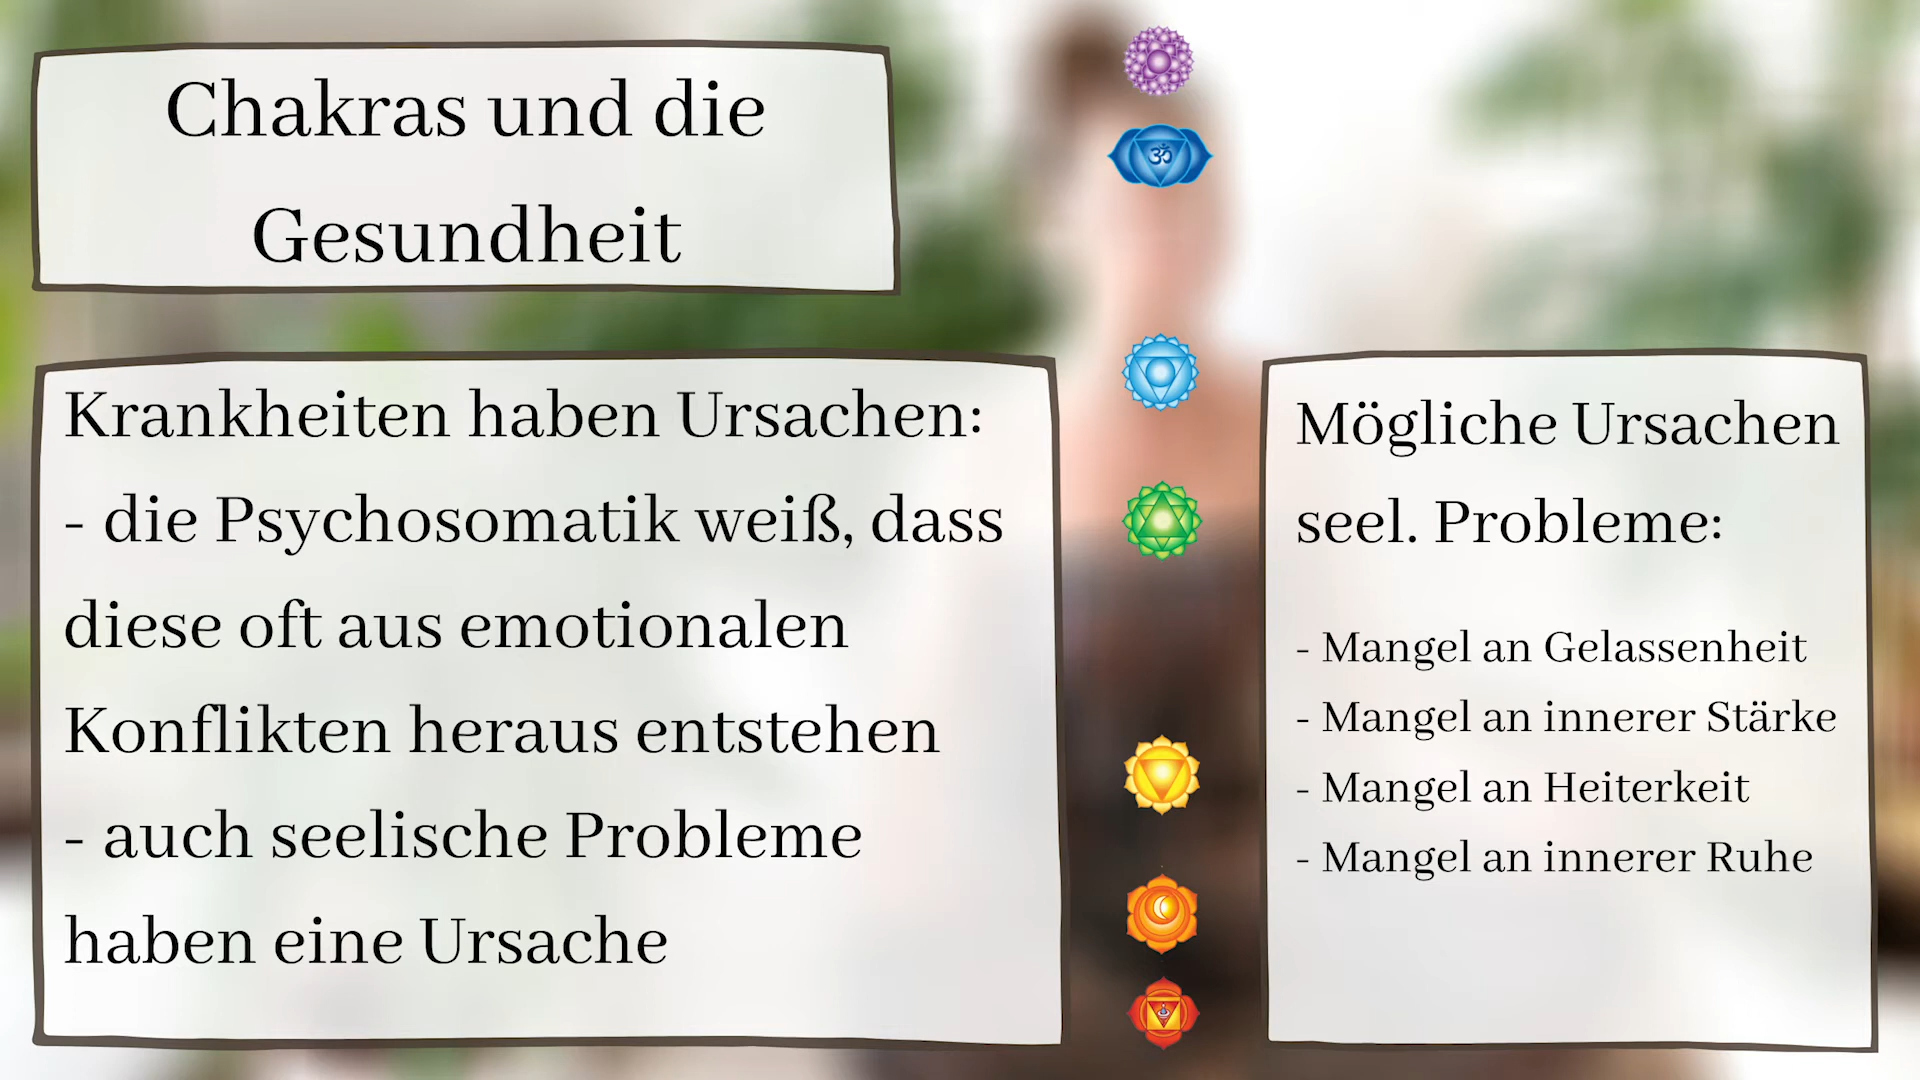 Chakras und die
Gesundheit
Krankheiten haben Ursachen:
- die Psychosomatik weiß, dass
diese oft aus emotionalen
Konflikten heraus entstehen
- auch seelische Probleme
haben eine Ursache
ॐ
Mögliche Ursachen
seel. Probleme:
- Mangel an Gelassenheit
- Mangel an innerer Stärke
- Mangel an Heiterkeit
- Mangel an innerer Ruhe